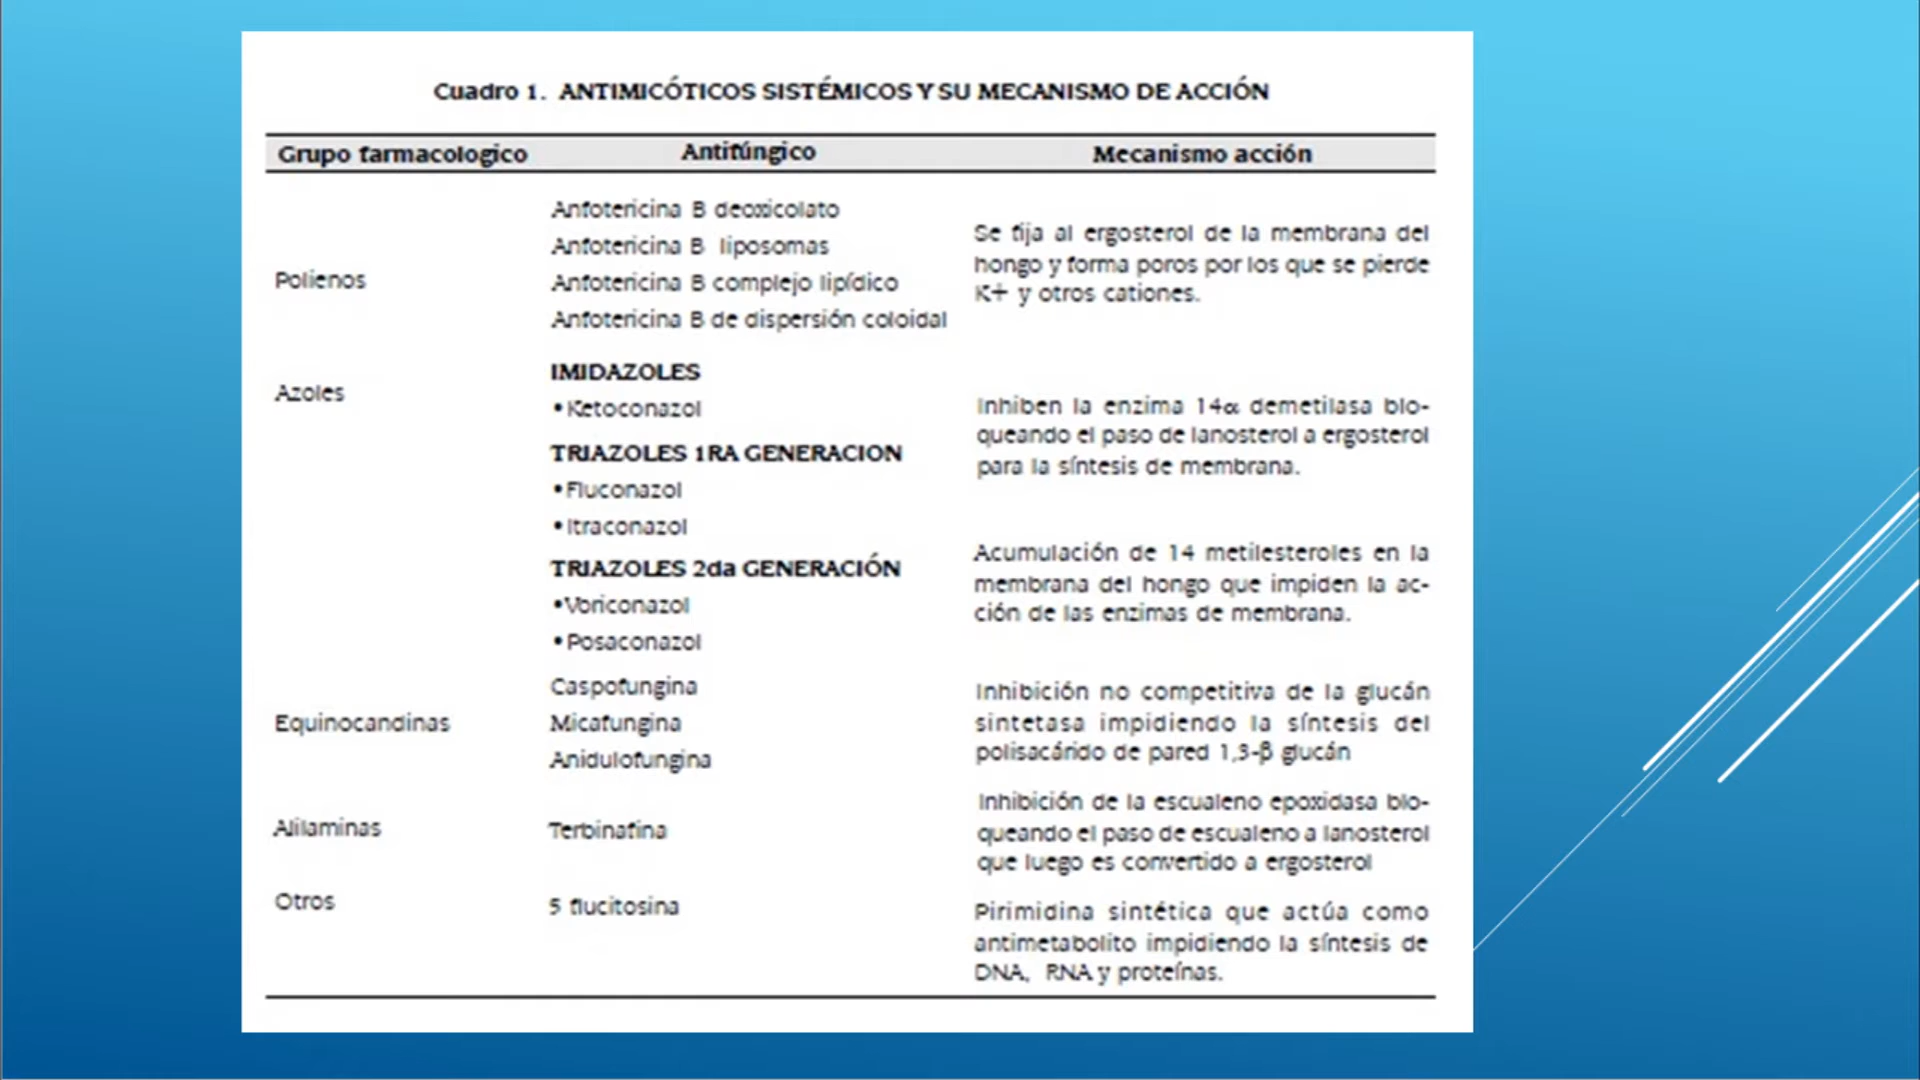 Cuadro 1. ANTIMICÓTICOS SISTÉMICOS Y SU MECANISMO DE ACCIÓN
Grupo farmacologico Antifúngico Mecanismo acción
Polienos
Anfotericina B deoxicolato
Anfotericina B liposomas
Anfotericina B complejo lipídico
Anfotericina B de dispersión coloidal
Se fija al ergosterol de la membrana del
hongo y forma poros por los que se pierde
K+ y otros cationes.
Azoles
IMIDAZOLES
•Ketoconazol
TRIAZOLES 1RA GENERACION
•Fluconazol
•Itraconazol
TRIAZOLES 2da GENERACIÓN
•Voriconazol
•Posaconazol
Inhiben la enzima 14α demetilasa blo-
queando el paso de lanosterol a ergosterol
para la síntesis de membrana.
Acumulación de 14 metilesteroles en la
membrana del hongo que impiden la ac-
ción de las enzimas de membrana.
Equinocandinas
Caspofungina
Micafungina
Anidulofungina
Inhibición no competitiva de la glucán
sintetasa impidiendo la síntesis del
polisacárido de pared 1,3-β glucán
Alilaminas
Terbinafina
Inhibición de la escualeno epoxidasa blo-
queando el paso de escualeno a lanosterol
que luego es convertido a ergosterol
Otros
5 flucitosina
Pirimidina sintética que actúa como
antimetabolito impidiendo la síntesis de
DNA, RNA y proteínas.